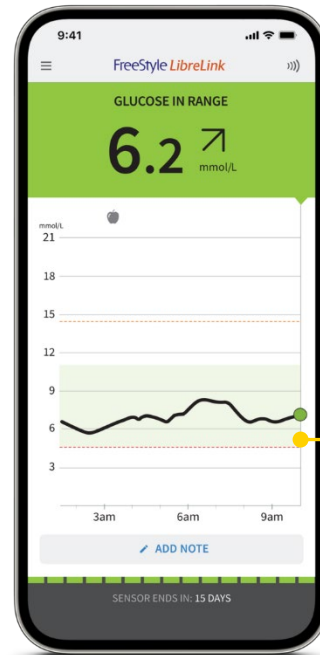 9:41
FreeStyle LibreLink
GLUCOSE IN RANGE
6.2
mmol/L
mmol/L
21
18
15
12
9
6
3
3am 6am 9am
ADD NOTE
SENSOR ENDS IN: 15 DAYS